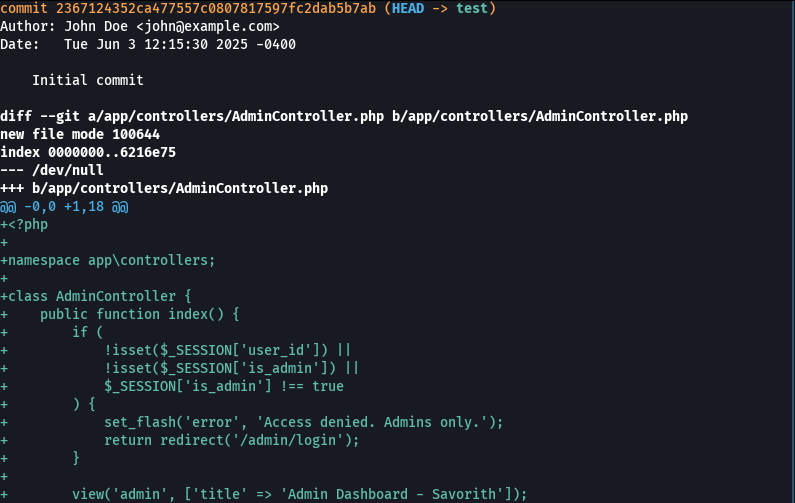 commit 2367124352ca477557c0807817597fc2dab5b7ab (HEAD -> test)
Author: John Doe <john@example.com>
Date:   Tue Jun 3 12:15:30 2025 -0400

    Initial commit

diff --git a/app/controllers/AdminController.php b/app/controllers/AdminController.php
new file mode 100644
index 0000000..6216e75
--- /dev/null
+++ b/app/controllers/AdminController.php
@@ -0,0 +1,18 @@
+<?php
+
+namespace app\controllers;
+
+class AdminController {
+    public function index() {
+        if (
+            !isset($_SESSION['user_id']) ||
+            !isset($_SESSION['is_admin']) ||
+            $_SESSION['is_admin'] !== true
+        ) {
+            set_flash('error', 'Access denied. Admins only.');
+            return redirect('/admin/login');
+        }
+
+        view('admin', ['title' => 'Admin Dashboard - Savorith']);